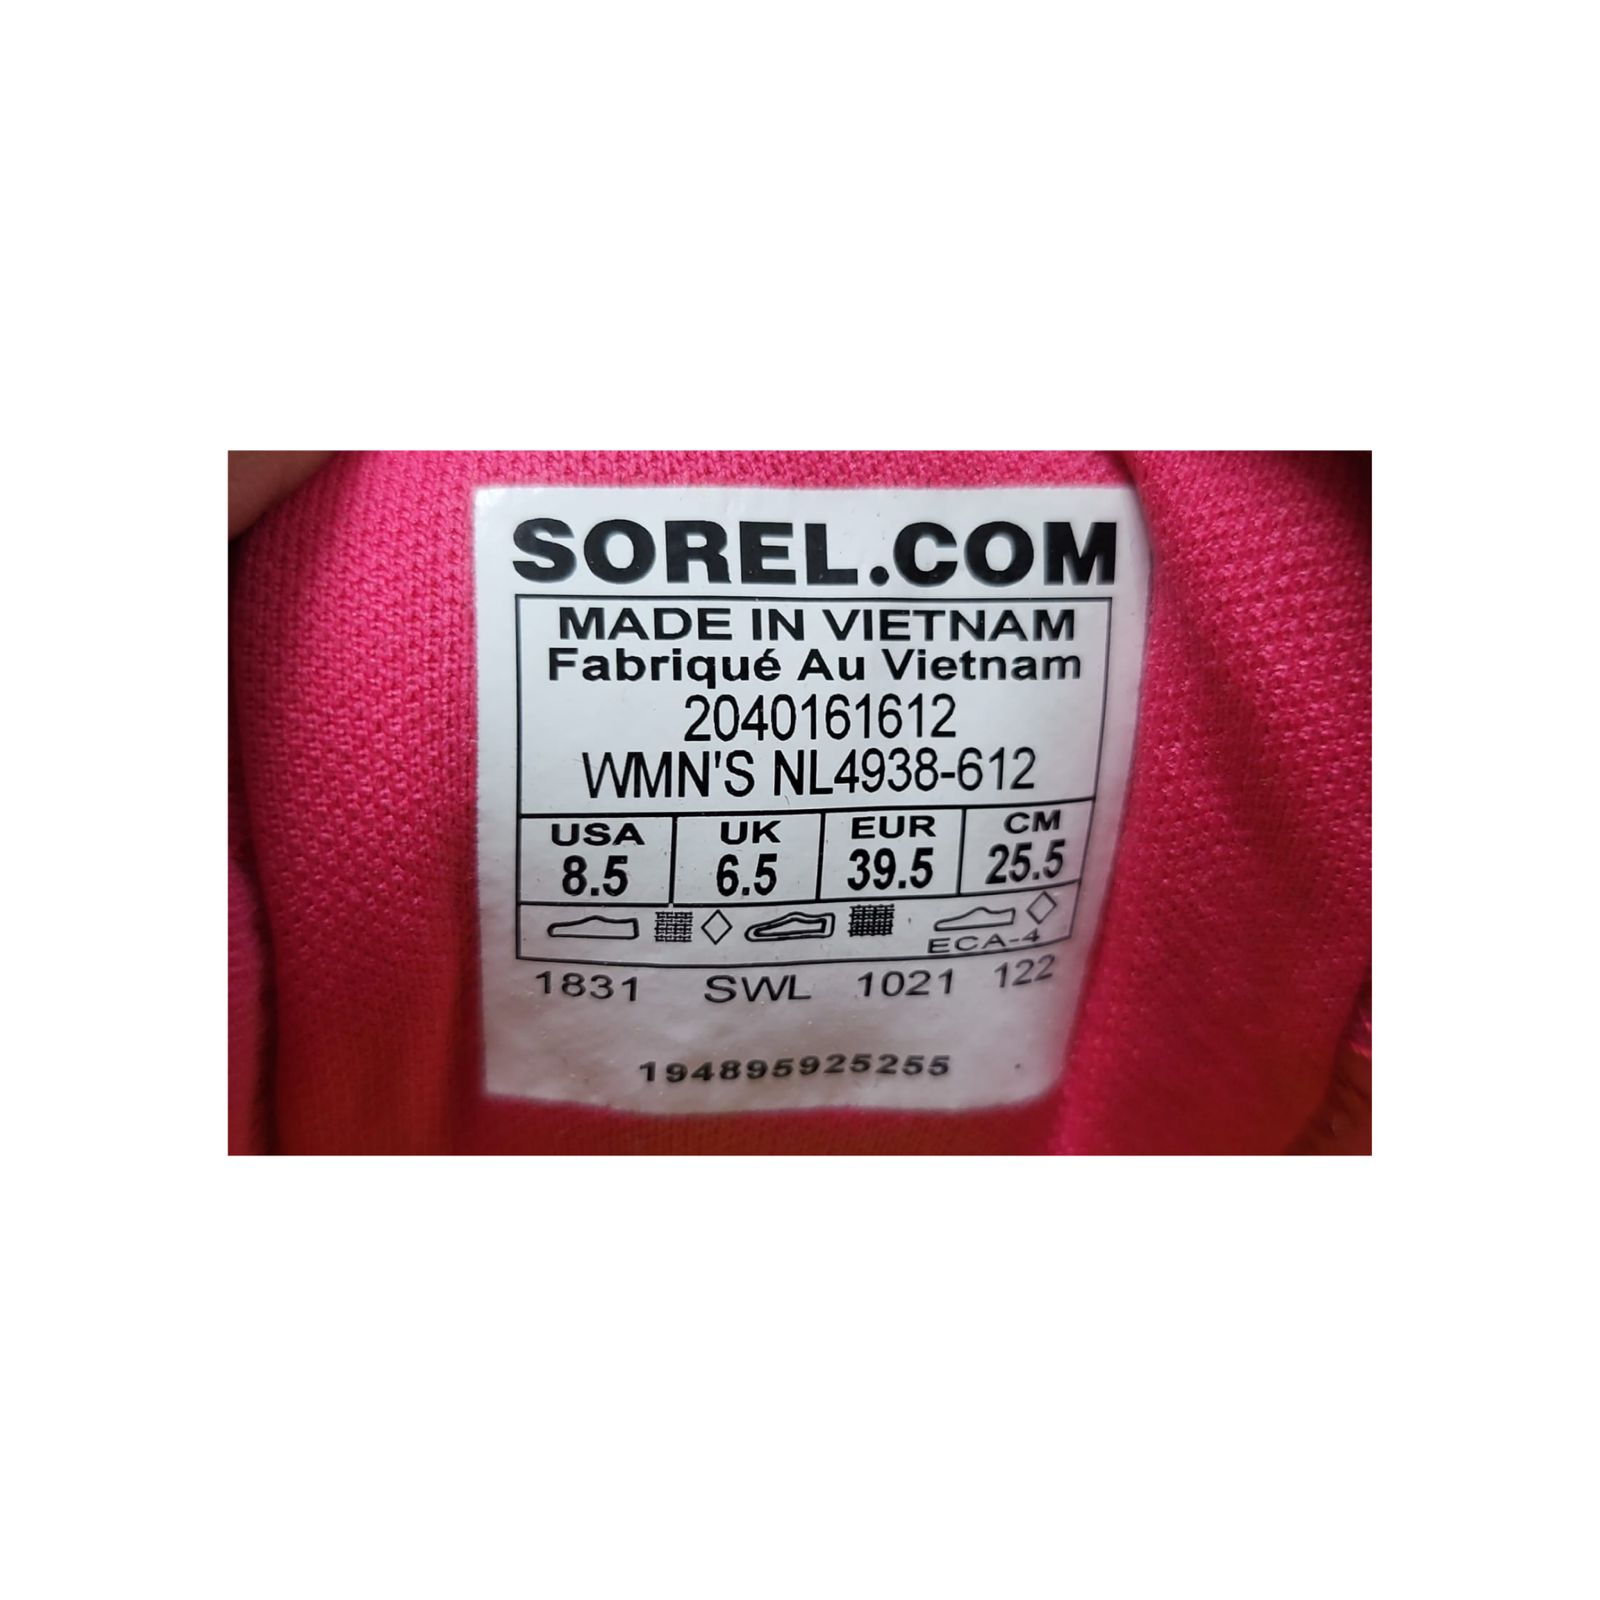 SOREL.COM
MADE IN VIETNAM
Fabriqué Au Vietnam
2040161612
WMN'S NL4938-612
USA UK EUR CM
8.5 6.5 39.5 25.5
ECA-4
1831 SWL 1021 122
194895925255